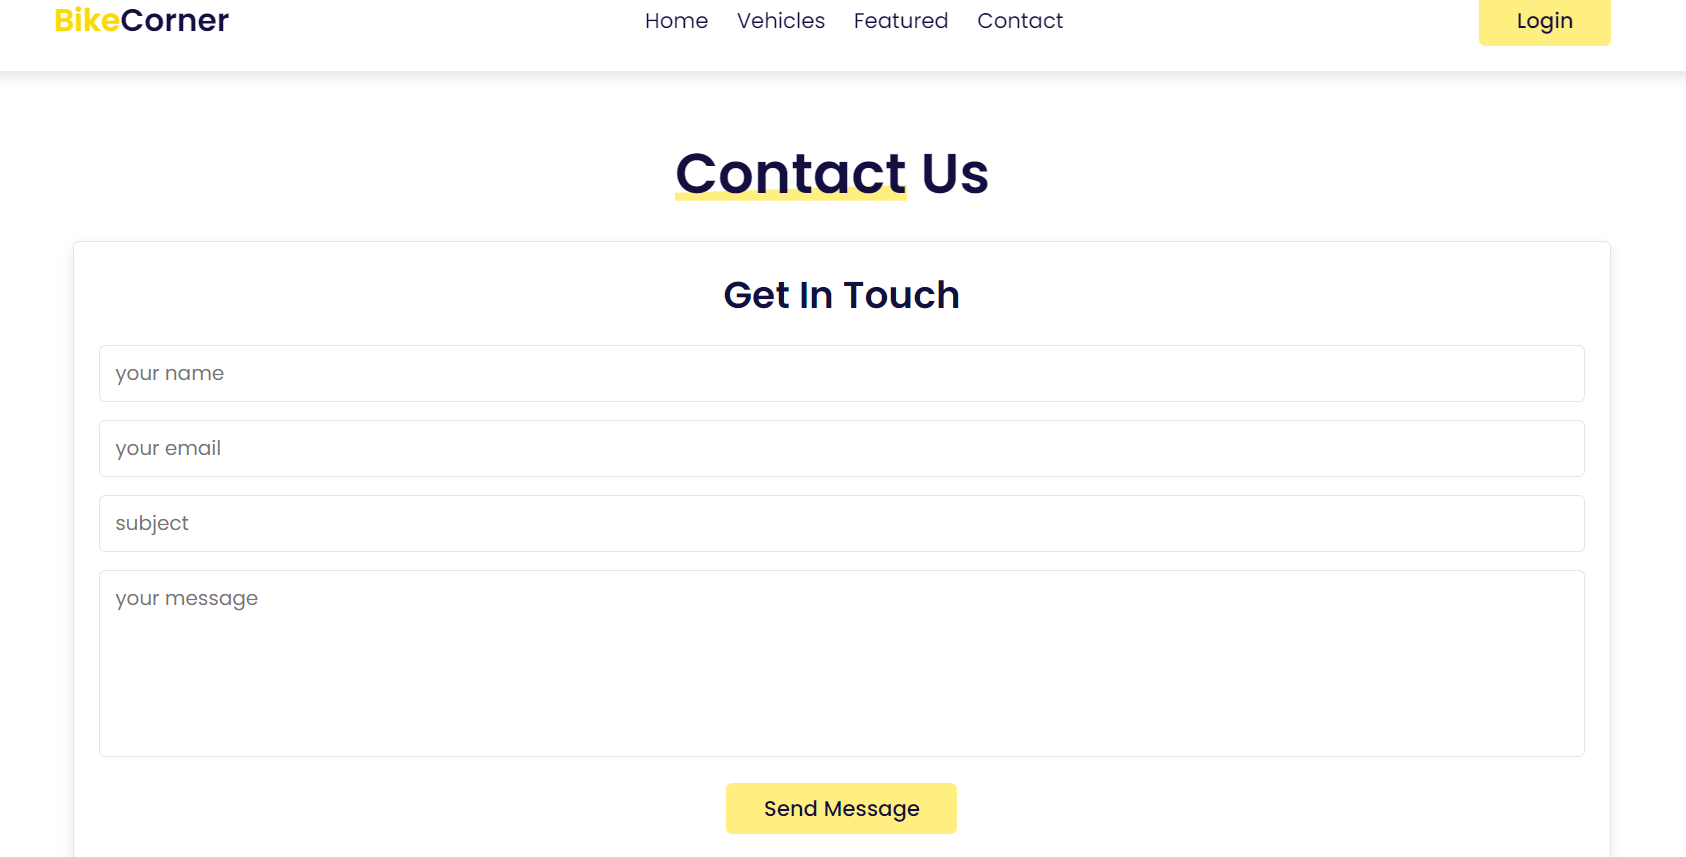 BikeCorner
Home Vehicles Featured Contact
Login
Contact Us
Get In Touch
your name
your email
subject
your message
Send Message